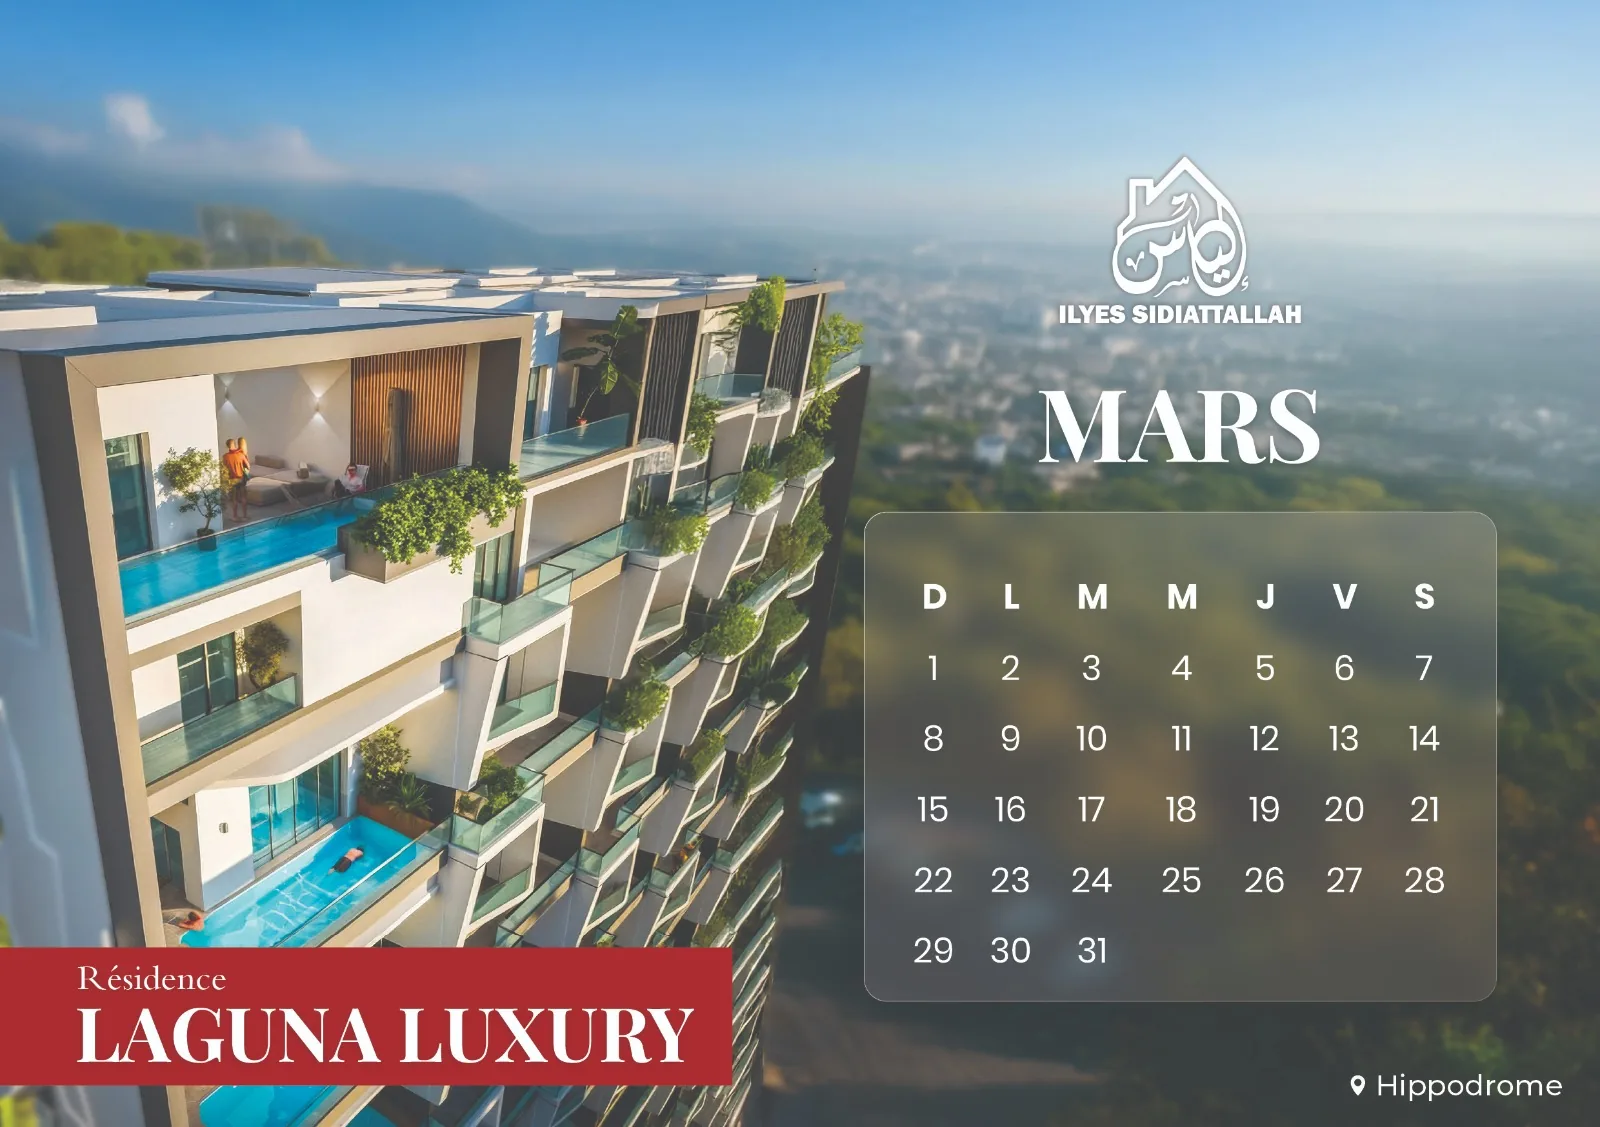 إلياس
ILYES SIDIATTALLAH
MARS
D L M M J V S
1 2 3 4 5 6 7
8 9 10 11 12 13 14
15 16 17 18 19 20 21
22 23 24 25 26 27 28
29 30 31
Résidence
LAGUNA LUXURY
Hippodrome